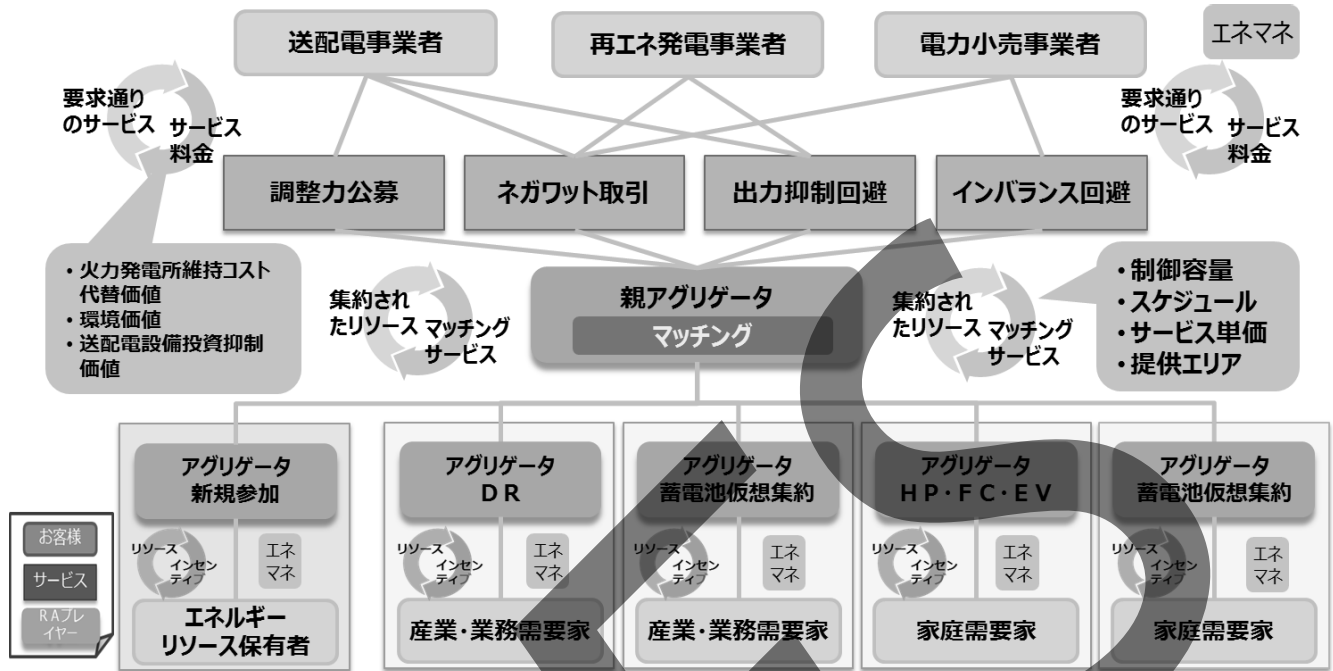 送配電事業者
再エネ発電事業者
電力小売事業者
エネマネ
要求通り
のサービス
サービス
料金
要求通り
のサービス
サービス
料金
調整力公募
ネガワット取引
出力抑制回避
インバランス回避
・火力発電所維持コスト
代替価値
・環境価値
・送配電設備投資抑制
価値
集約され
たリソース
マッチング
サービス
親アグリゲータ
マッチング
集約され
たリソース
マッチング
サービス
・制御容量
・スケジュール
・サービス単価
・提供エリア
アグリゲータ
新規参加
アグリゲータ
DR
アグリゲータ
蓄電池仮想集約
アグリゲータ
HP・FC・EV
アグリゲータ
蓄電池仮想集約
お客様
サービス
RAプレ
イヤー
リソース
インセン
ティブ
エネ
マネ
リソース
インセン
ティブ
エネ
マネ
リソース
インセン
ティブ
エネ
マネ
リソース
インセン
ティブ
エネ
マネ
リソース
インセン
ティブ
エネ
マネ
エネルギー
リソース保有者
産業・業務需要家
産業・業務需要家
家庭需要家
家庭需要家